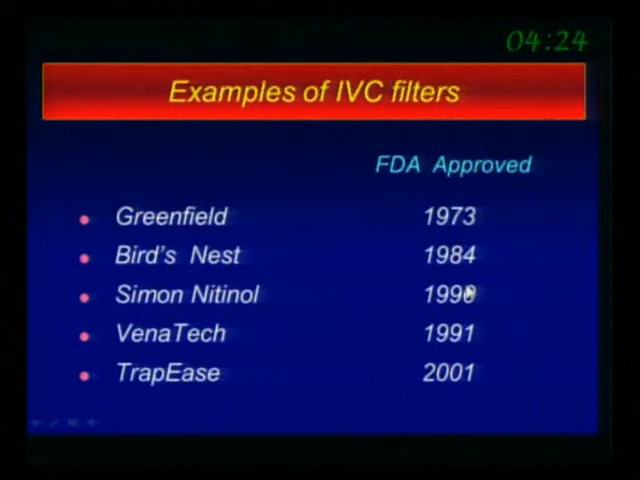 04:24
Examples of IVC filters
FDA Approved
Greenfield 1973
Bird's Nest 1984
Simon Nitinol 1990
VenaTech 1991
TrapEase 2001